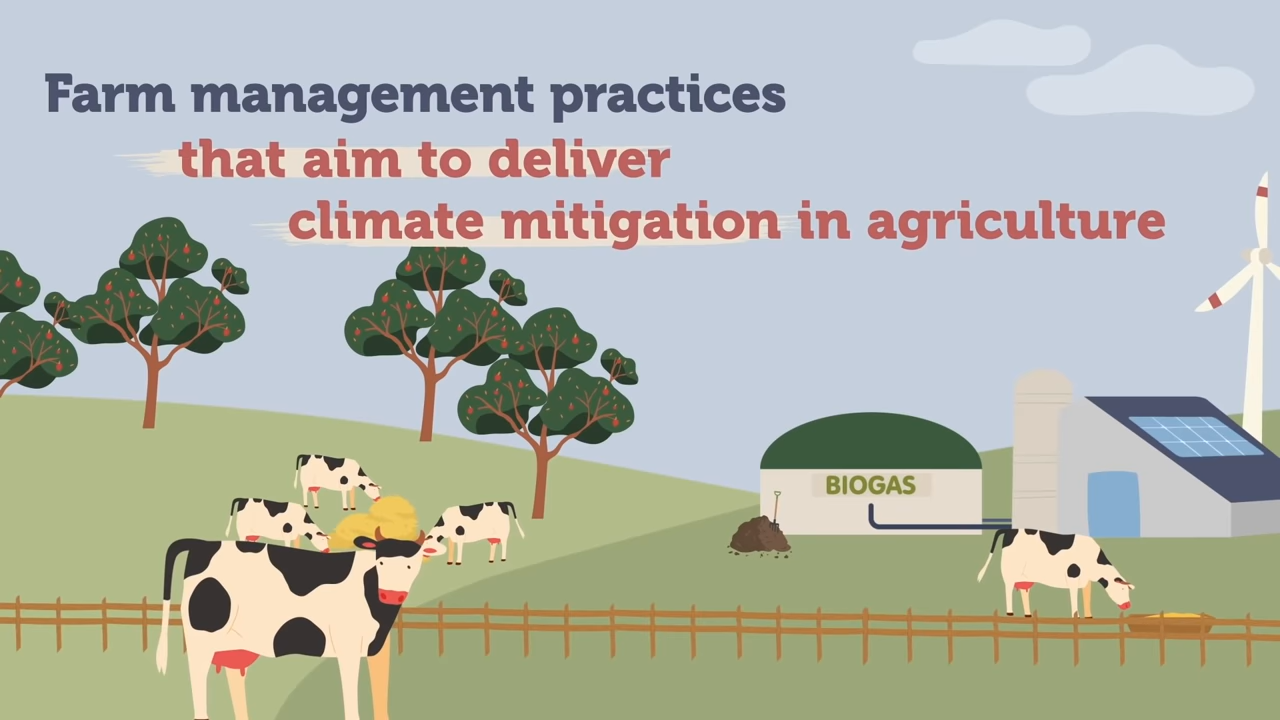 Farm management practices
that aim to deliver
climate mitigation in agriculture
BIOGAS